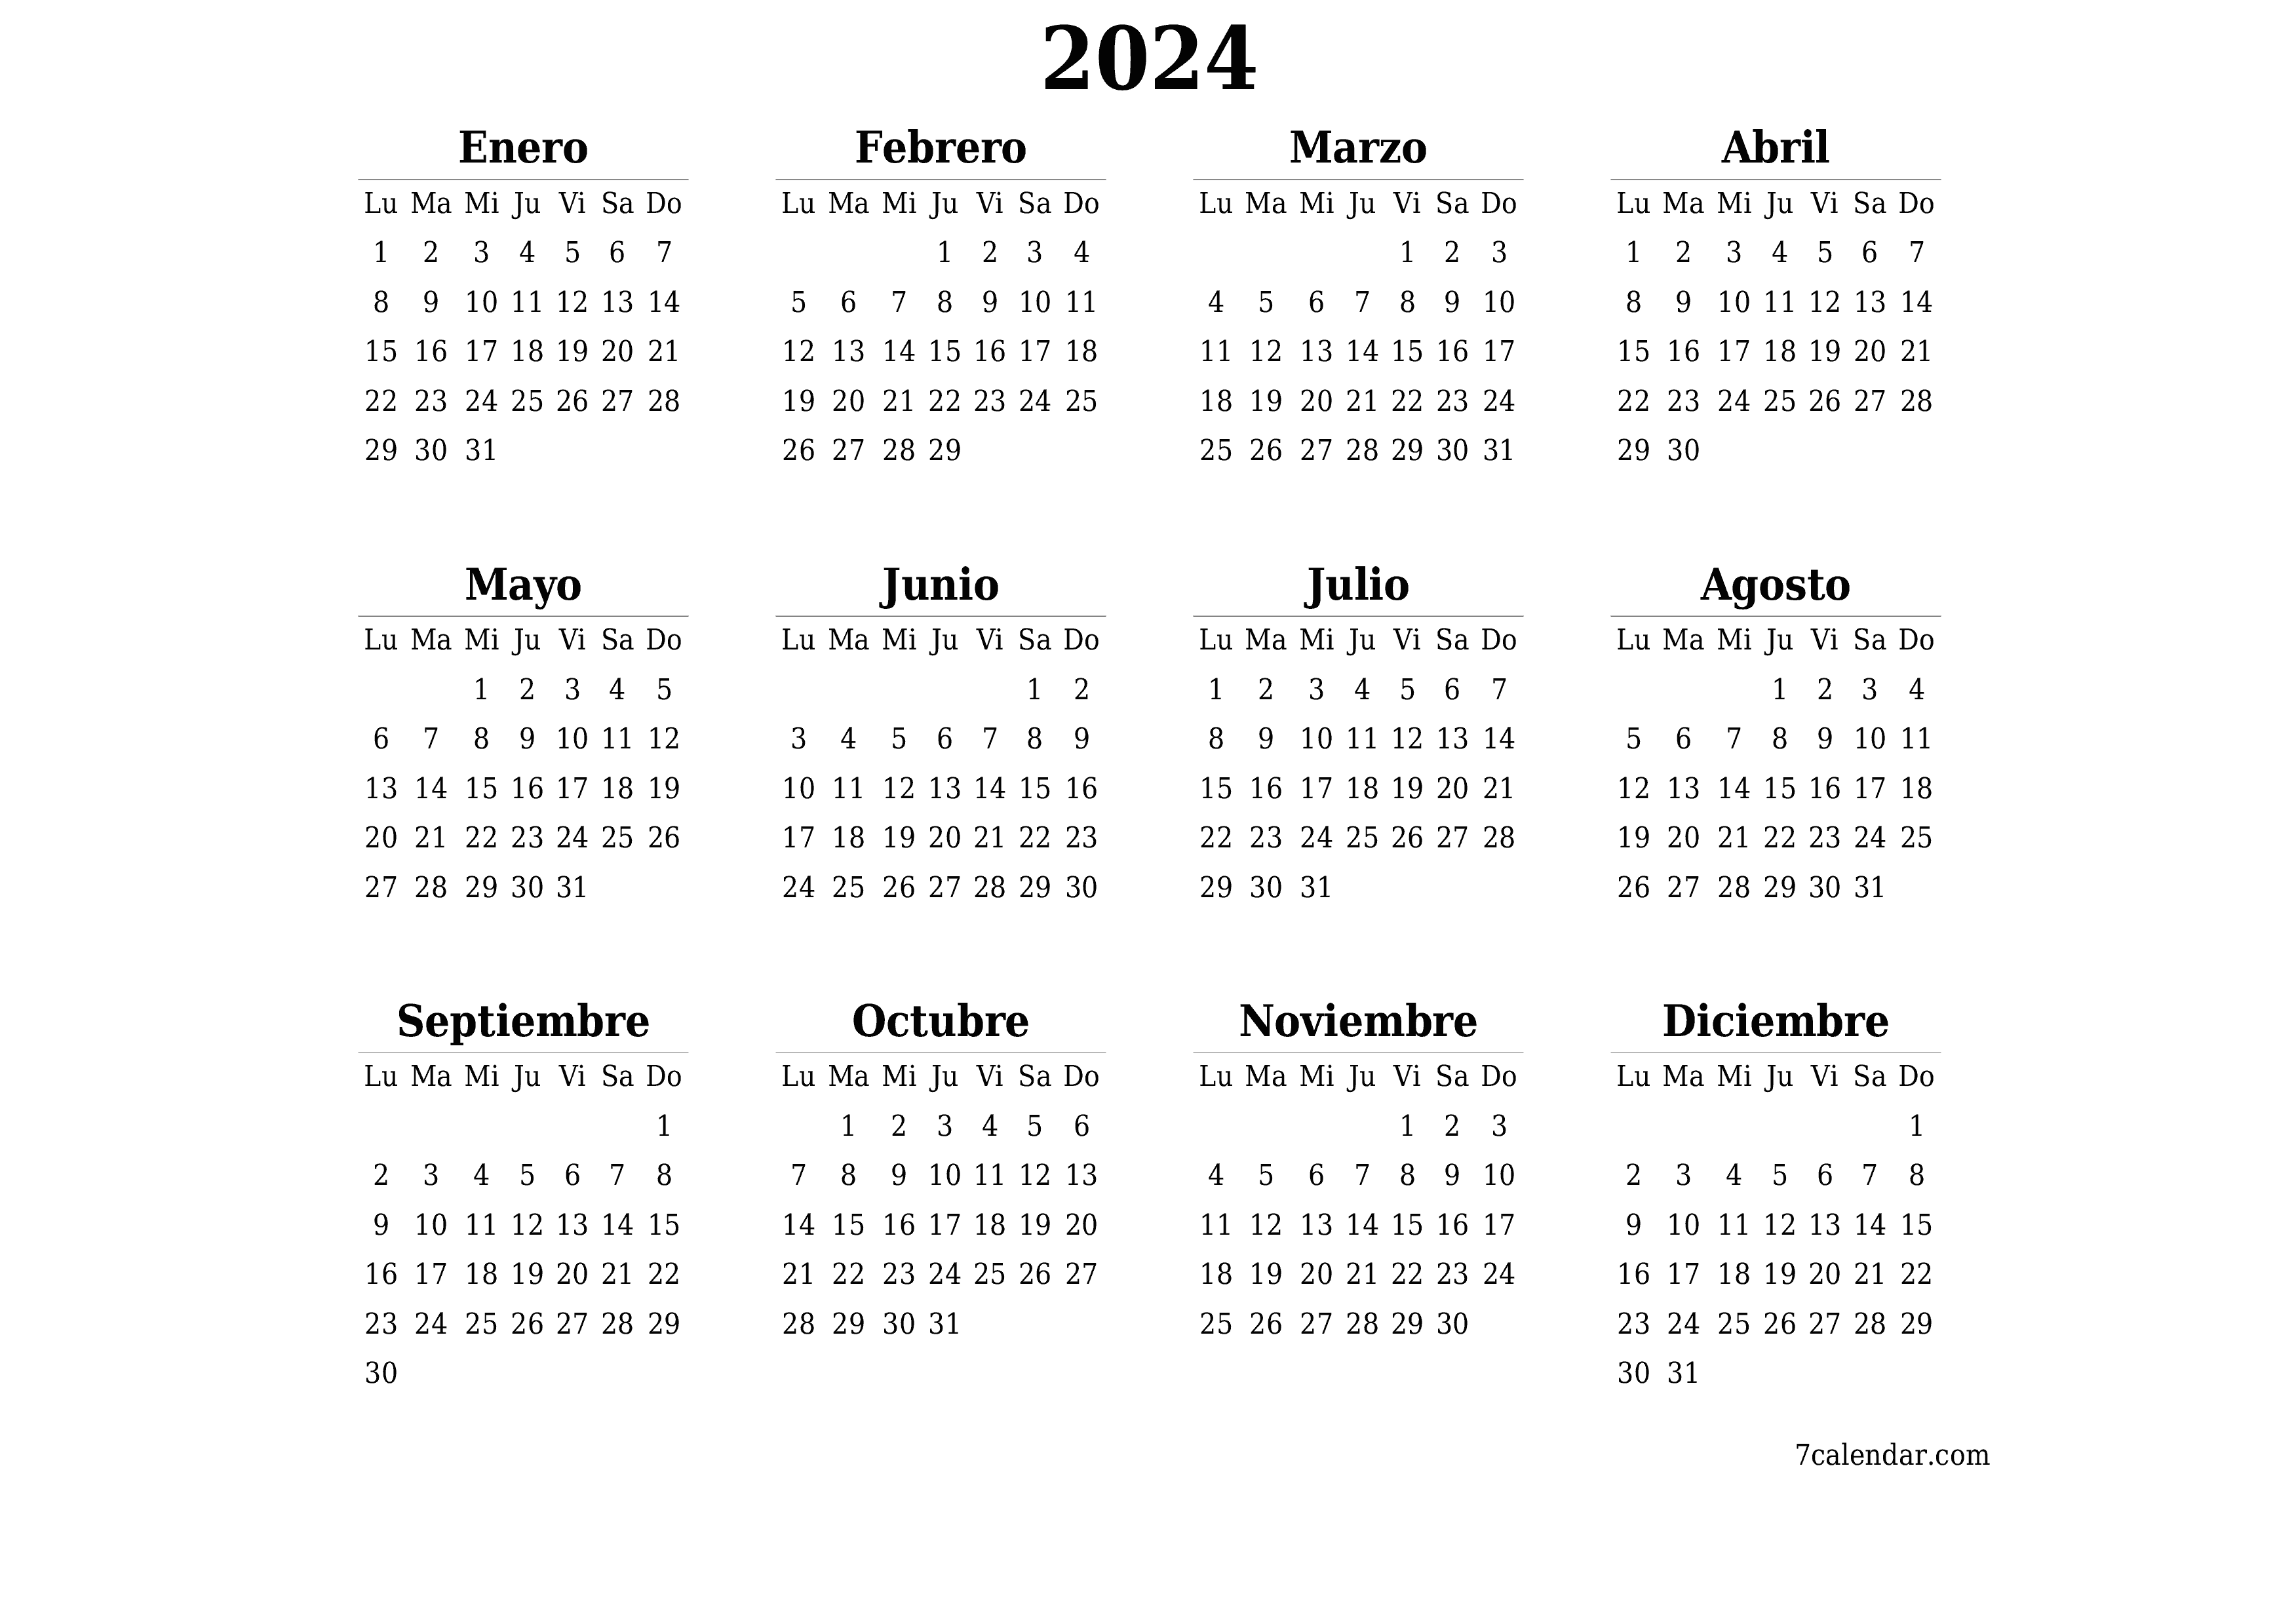 2024
Enero
Lu Ma Mi Ju Vi Sa Do
1 2 3 4 5 6 7
8 9 10 11 12 13 14
15 16 17 18 19 20 21
22 23 24 25 26 27 28
29 30 31
Febrero
Lu Ma Mi Ju Vi Sa Do
1 2 3 4
5 6 7 8 9 10 11
12 13 14 15 16 17 18
19 20 21 22 23 24 25
26 27 28 29
Marzo
Lu Ma Mi Ju Vi Sa Do
1 2 3
4 5 6 7 8 9 10
11 12 13 14 15 16 17
18 19 20 21 22 23 24
25 26 27 28 29 30 31
Abril
Lu Ma Mi Ju Vi Sa Do
1 2 3 4 5 6 7
8 9 10 11 12 13 14
15 16 17 18 19 20 21
22 23 24 25 26 27 28
29 30
Mayo
Lu Ma Mi Ju Vi Sa Do
1 2 3 4 5
6 7 8 9 10 11 12
13 14 15 16 17 18 19
20 21 22 23 24 25 26
27 28 29 30 31
Junio
Lu Ma Mi Ju Vi Sa Do
1 2
3 4 5 6 7 8 9
10 11 12 13 14 15 16
17 18 19 20 21 22 23
24 25 26 27 28 29 30
Julio
Lu Ma Mi Ju Vi Sa Do
1 2 3 4 5 6 7
8 9 10 11 12 13 14
15 16 17 18 19 20 21
22 23 24 25 26 27 28
29 30 31
Agosto
Lu Ma Mi Ju Vi Sa Do
1 2 3 4
5 6 7 8 9 10 11
12 13 14 15 16 17 18
19 20 21 22 23 24 25
26 27 28 29 30 31
Septiembre
Lu Ma Mi Ju Vi Sa Do
1
2 3 4 5 6 7 8
9 10 11 12 13 14 15
16 17 18 19 20 21 22
23 24 25 26 27 28 29
30
Octubre
Lu Ma Mi Ju Vi Sa Do
1 2 3 4 5 6
7 8 9 10 11 12 13
14 15 16 17 18 19 20
21 22 23 24 25 26 27
28 29 30 31
Noviembre
Lu Ma Mi Ju Vi Sa Do
1 2 3
4 5 6 7 8 9 10
11 12 13 14 15 16 17
18 19 20 21 22 23 24
25 26 27 28 29 30
Diciembre
Lu Ma Mi Ju Vi Sa Do
1
2 3 4 5 6 7 8
9 10 11 12 13 14 15
16 17 18 19 20 21 22
23 24 25 26 27 28 29
30 31
7calendar.com